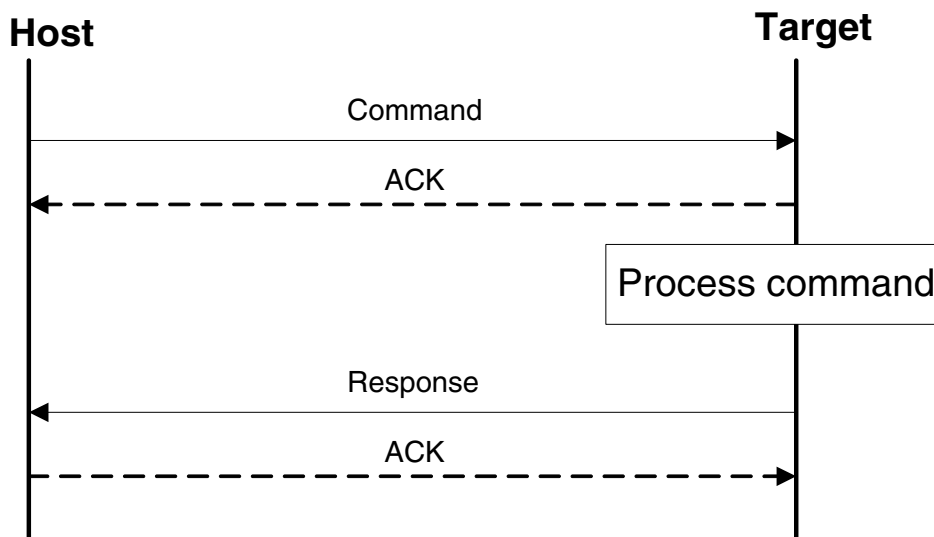 Host
Target
Command
ACK
Process command
Response
ACK